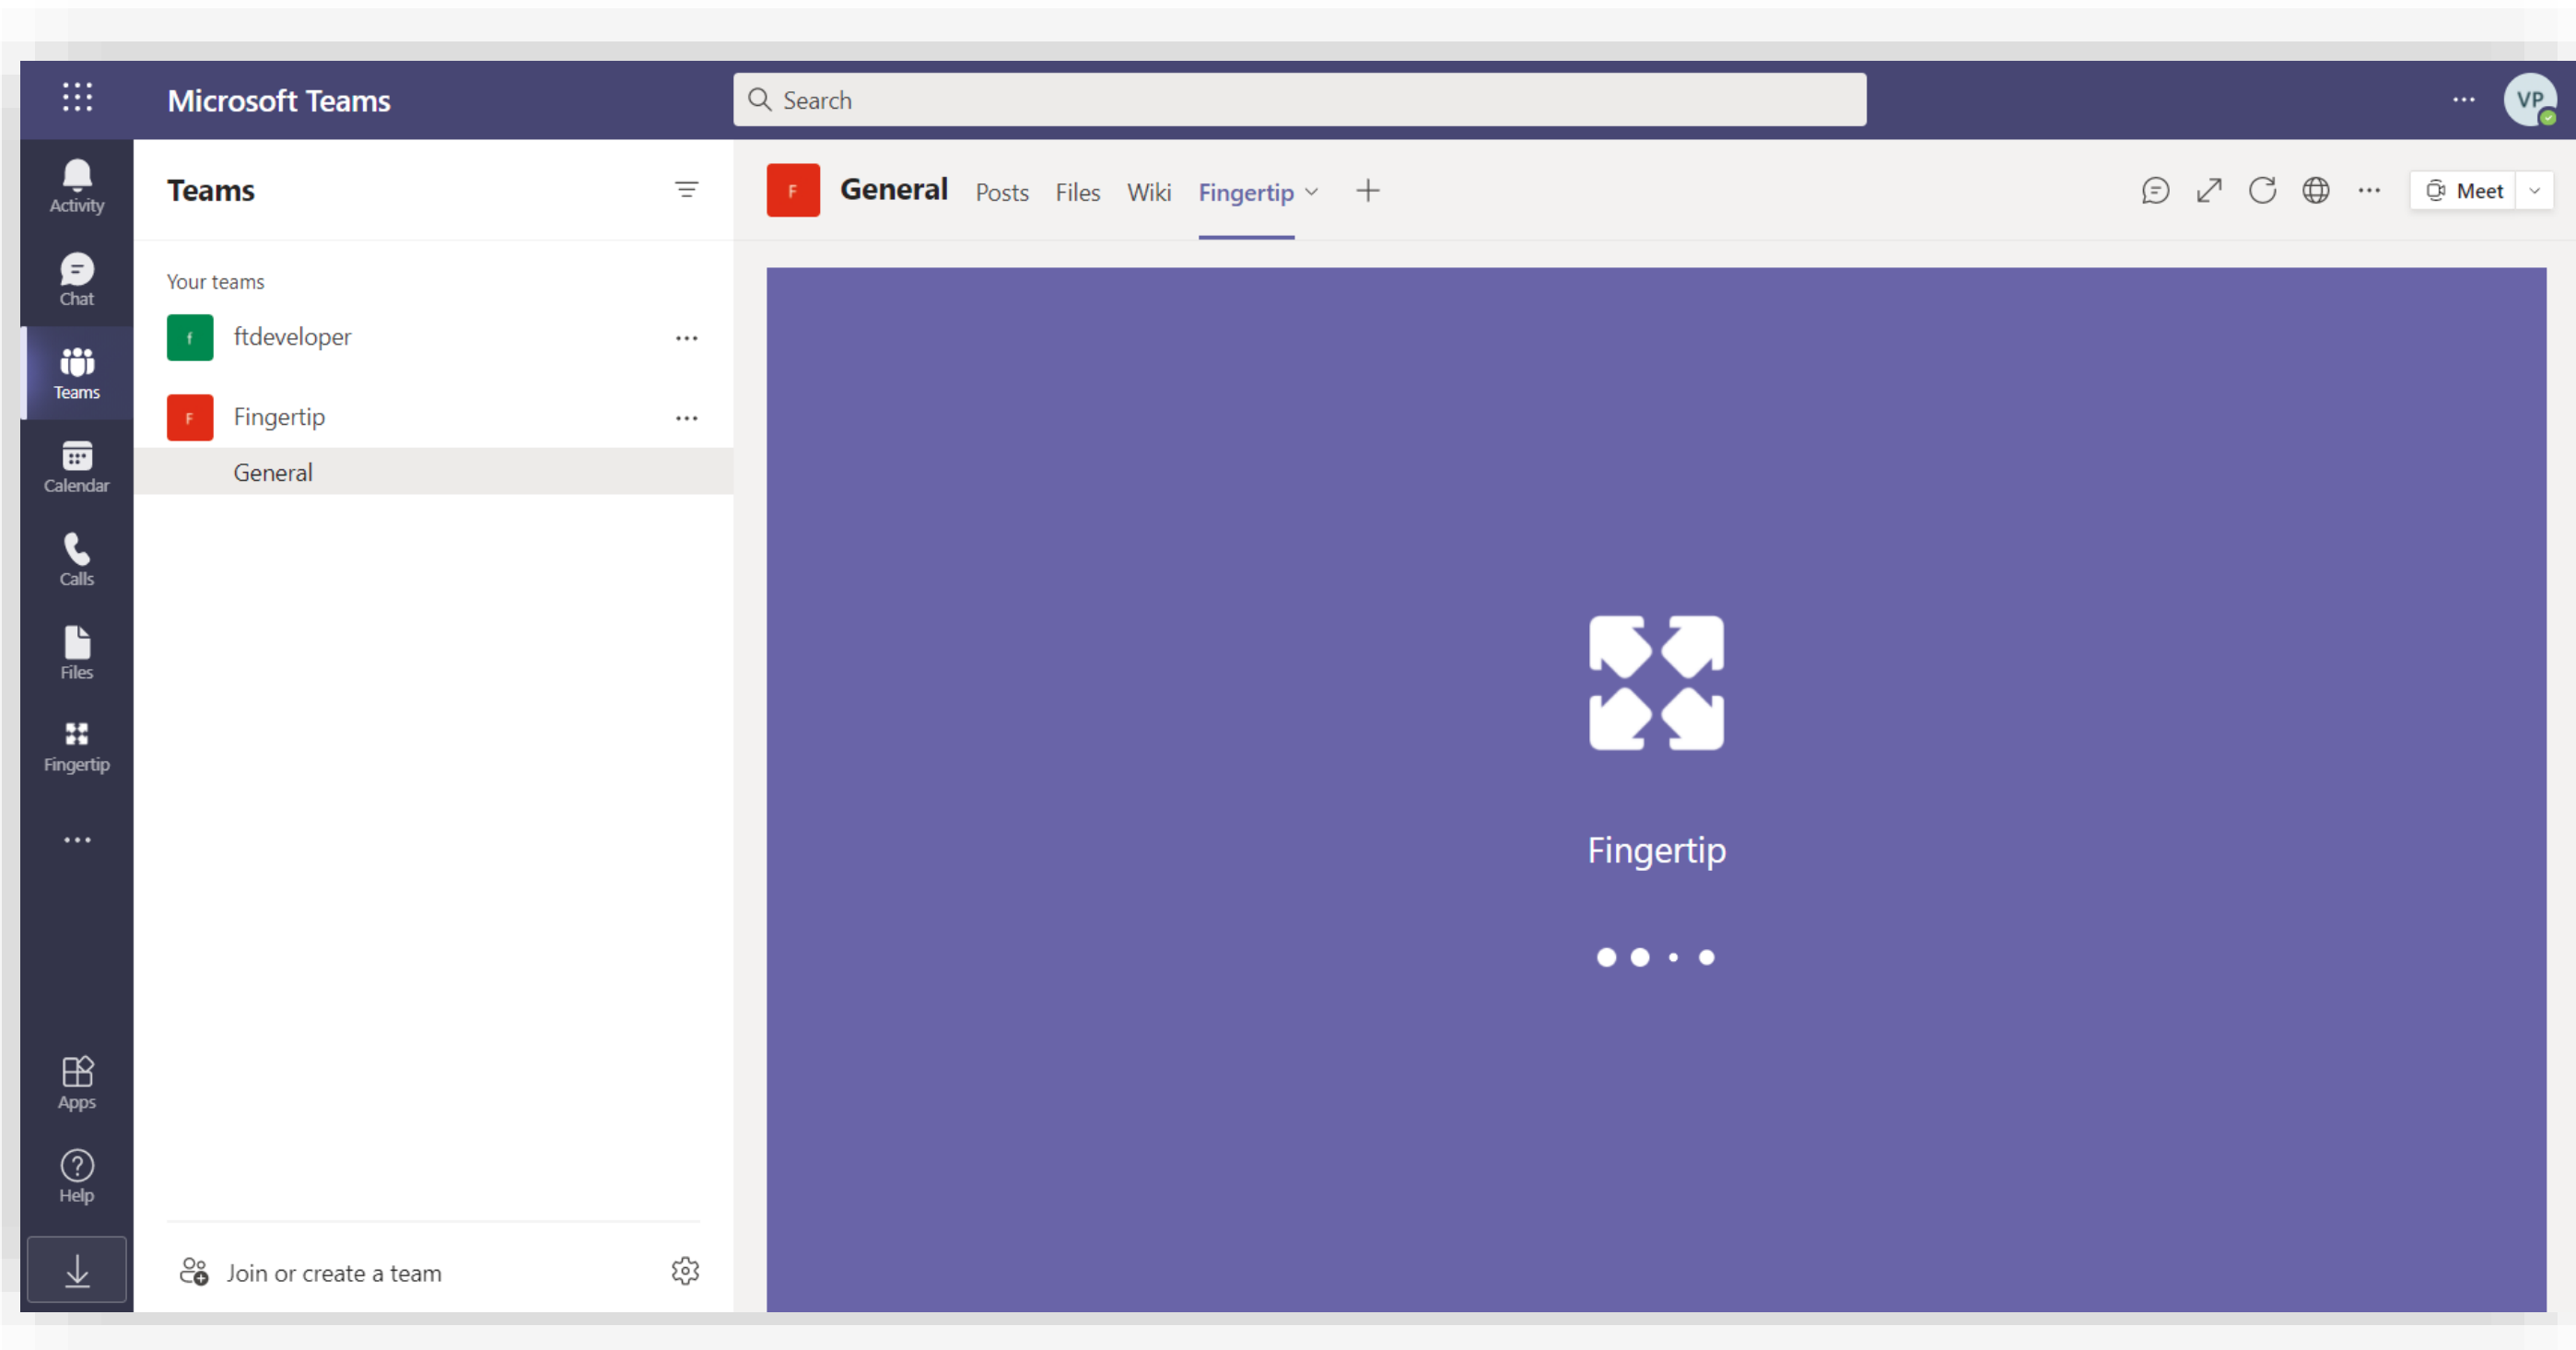 Microsoft Teams
Search
VP
Activity
Chat
Teams
Calendar
Calls
Files
Fingertip
Apps
Help
Teams
Your teams
f ftdeveloper
F Fingertip
General
Join or create a team
F General Posts Files Wiki Fingertip
Meet
Fingertip